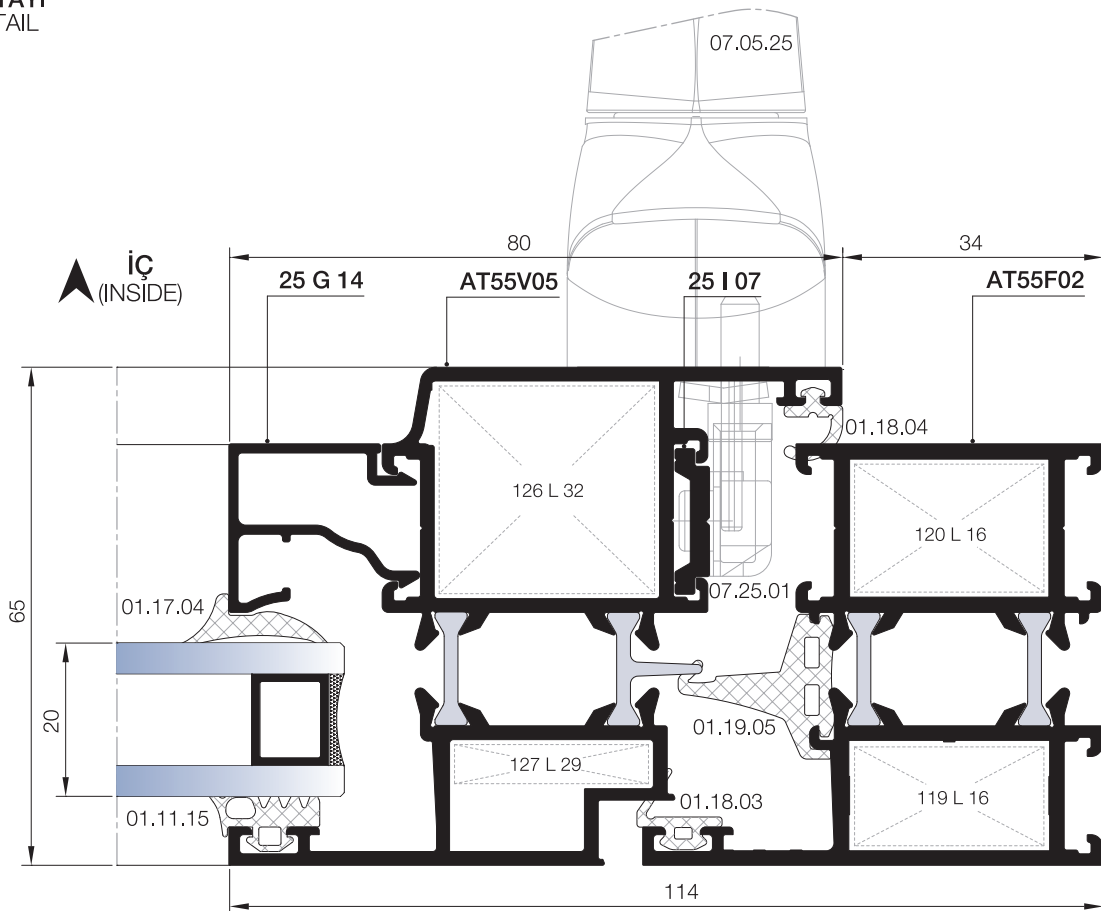 TAIL
07.05.25
80
34
İÇ
(INSIDE)
25 G 14
AT55V05
25 I 07
AT55F02
01.18.04
126 L 32
120 L 16
01.17.04
07.25.01
65
20
01.19.05
127 L 29
119 L 16
01.18.03
01.11.15
114